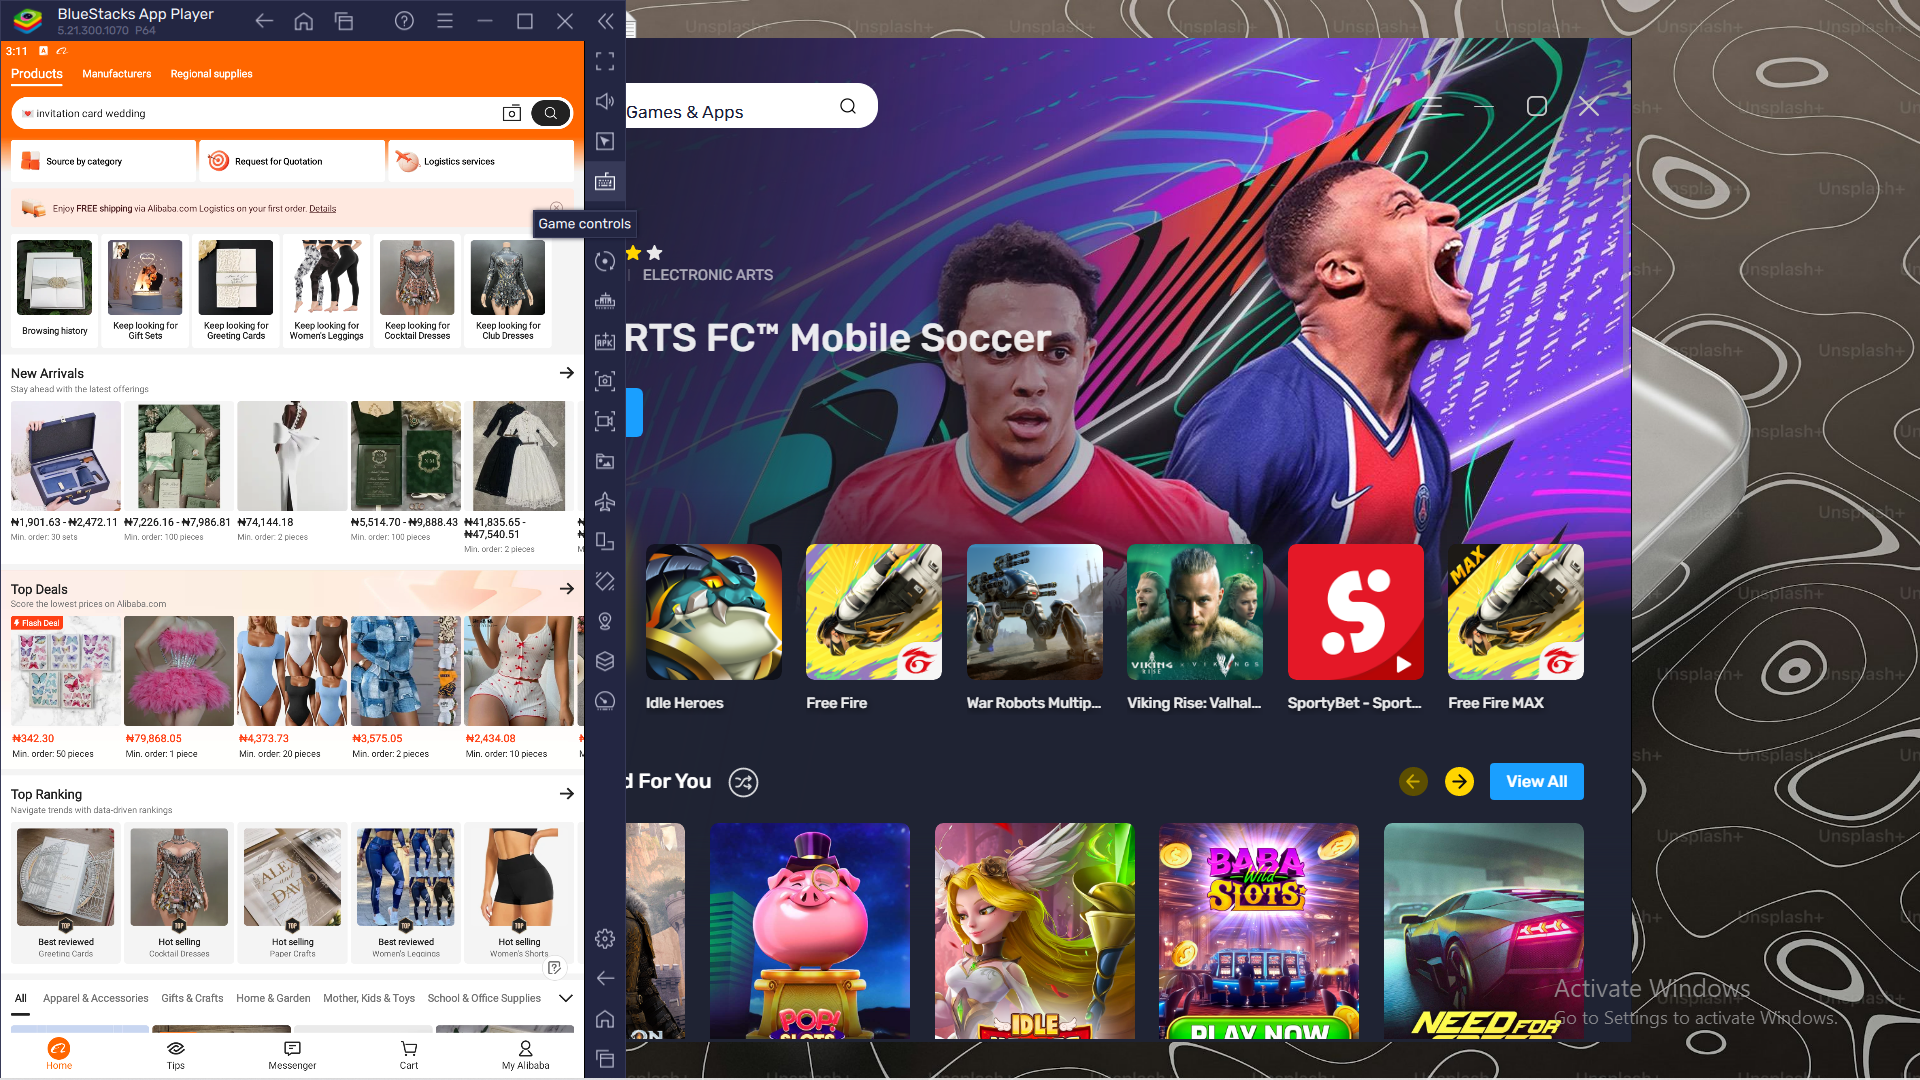 BlueStacks App Player
5.21.300.1070 P64
3:11
Products
Manufacturers
Regional supplies
invitation card wedding
Source by category
Request for Quotation
Logistics services
Enjoy FREE shipping via Alibaba.com Logistics on your first order. Details
Game controls
Browsing history
Keep looking for
Gift Sets
Keep looking for
Greeting Cards
Keep looking for
Women's Leggings
Keep looking for
Cocktail Dresses
Keep looking for
Club Dresses
New Arrivals
Stay ahead with the latest offerings
₦1,901.63 - ₦2,472.11
Min. order: 30 sets
₦7,226.16 - ₦7,986.81
Min. order: 100 pieces
₦74,144.18
Min. order: 2 pieces
₦5,514.70 - ₦9,888.43
Min. order: 100 pieces
₦41,835.65 -
₦47,540.51
Min. order: 2 pieces
Top Deals
Score the lowest prices on Alibaba.com
Flash Deal
₦342.30
Min. order: 50 pieces
₦79,868.05
Min. order: 1 piece
₦4,373.73
Min. order: 20 pieces
₦3,575.05
Min. order: 2 pieces
₦2,434.08
Min. order: 10 pieces
Top Ranking
Navigate trends with data-driven rankings
TOP
Best reviewed
Greeting Cards
TOP
Hot selling
Cocktail Dresses
TOP
Hot selling
Paper Crafts
TOP
Best reviewed
Women's Leggings
TOP
Hot selling
Women's Shorts
All
Apparel & Accessories
Gifts & Crafts
Home & Garden
Mother, Kids & Toys
School & Office Supplies
Home
Tips
Messenger
Cart
My Alibaba
APK
Games & Apps
ELECTRONIC ARTS
RTS FC™ Mobile Soccer
Idle Heroes
Free Fire
War Robots Multip...
VIKING RISE × VIKINGS
Viking Rise: Valhal...
SportyBet - Sport...
MAX
Free Fire MAX
d For You
View All
POP!
SLOTS
IDLE
BABA
Wild
SLOTS
PLAY NOW
NEED FOR
Activate Windows
Go to Settings to activate Windows.
Unsplash+